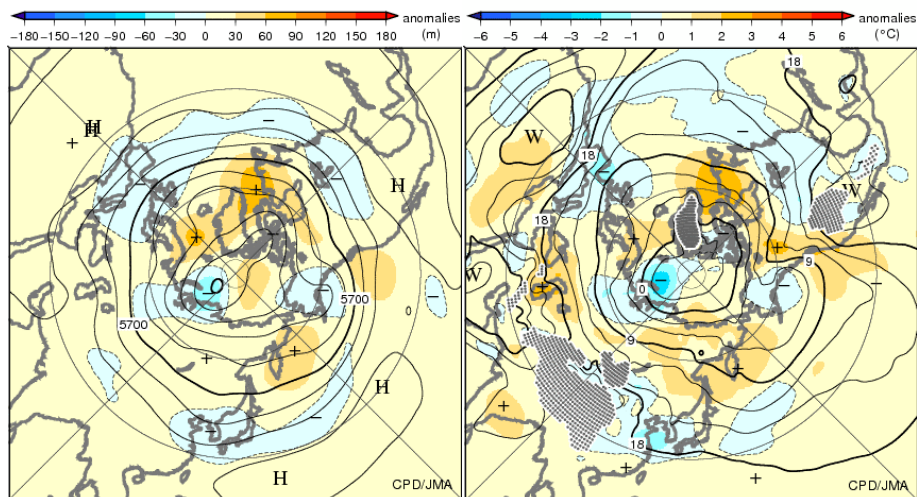 anomalies
−180 −150 −120 −90 −60 −30 0 30 60 90 120 150 180 (m)
anomalies
−6 −5 −4 −3 −2 −1 0 1 2 3 4 5 6 (°C)
18
H
H
W
18
H
W
18
W
9
0
5700
5700
9
H
18
H
CPD/JMA
CPD/JMA